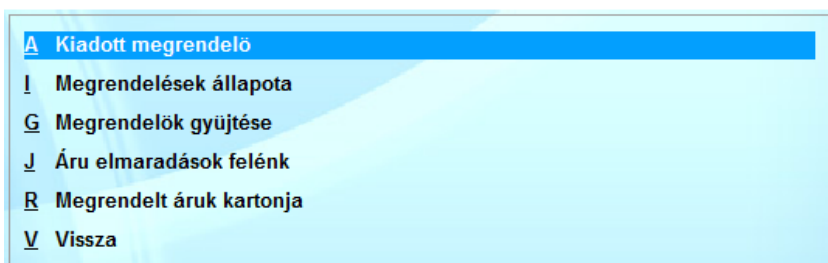 A Kiadott megrendelö
I Megrendelések állapota
G Megrendelök gyüjtése
J Áru elmaradások felénk
R Megrendelt áruk kartonja
V Vissza